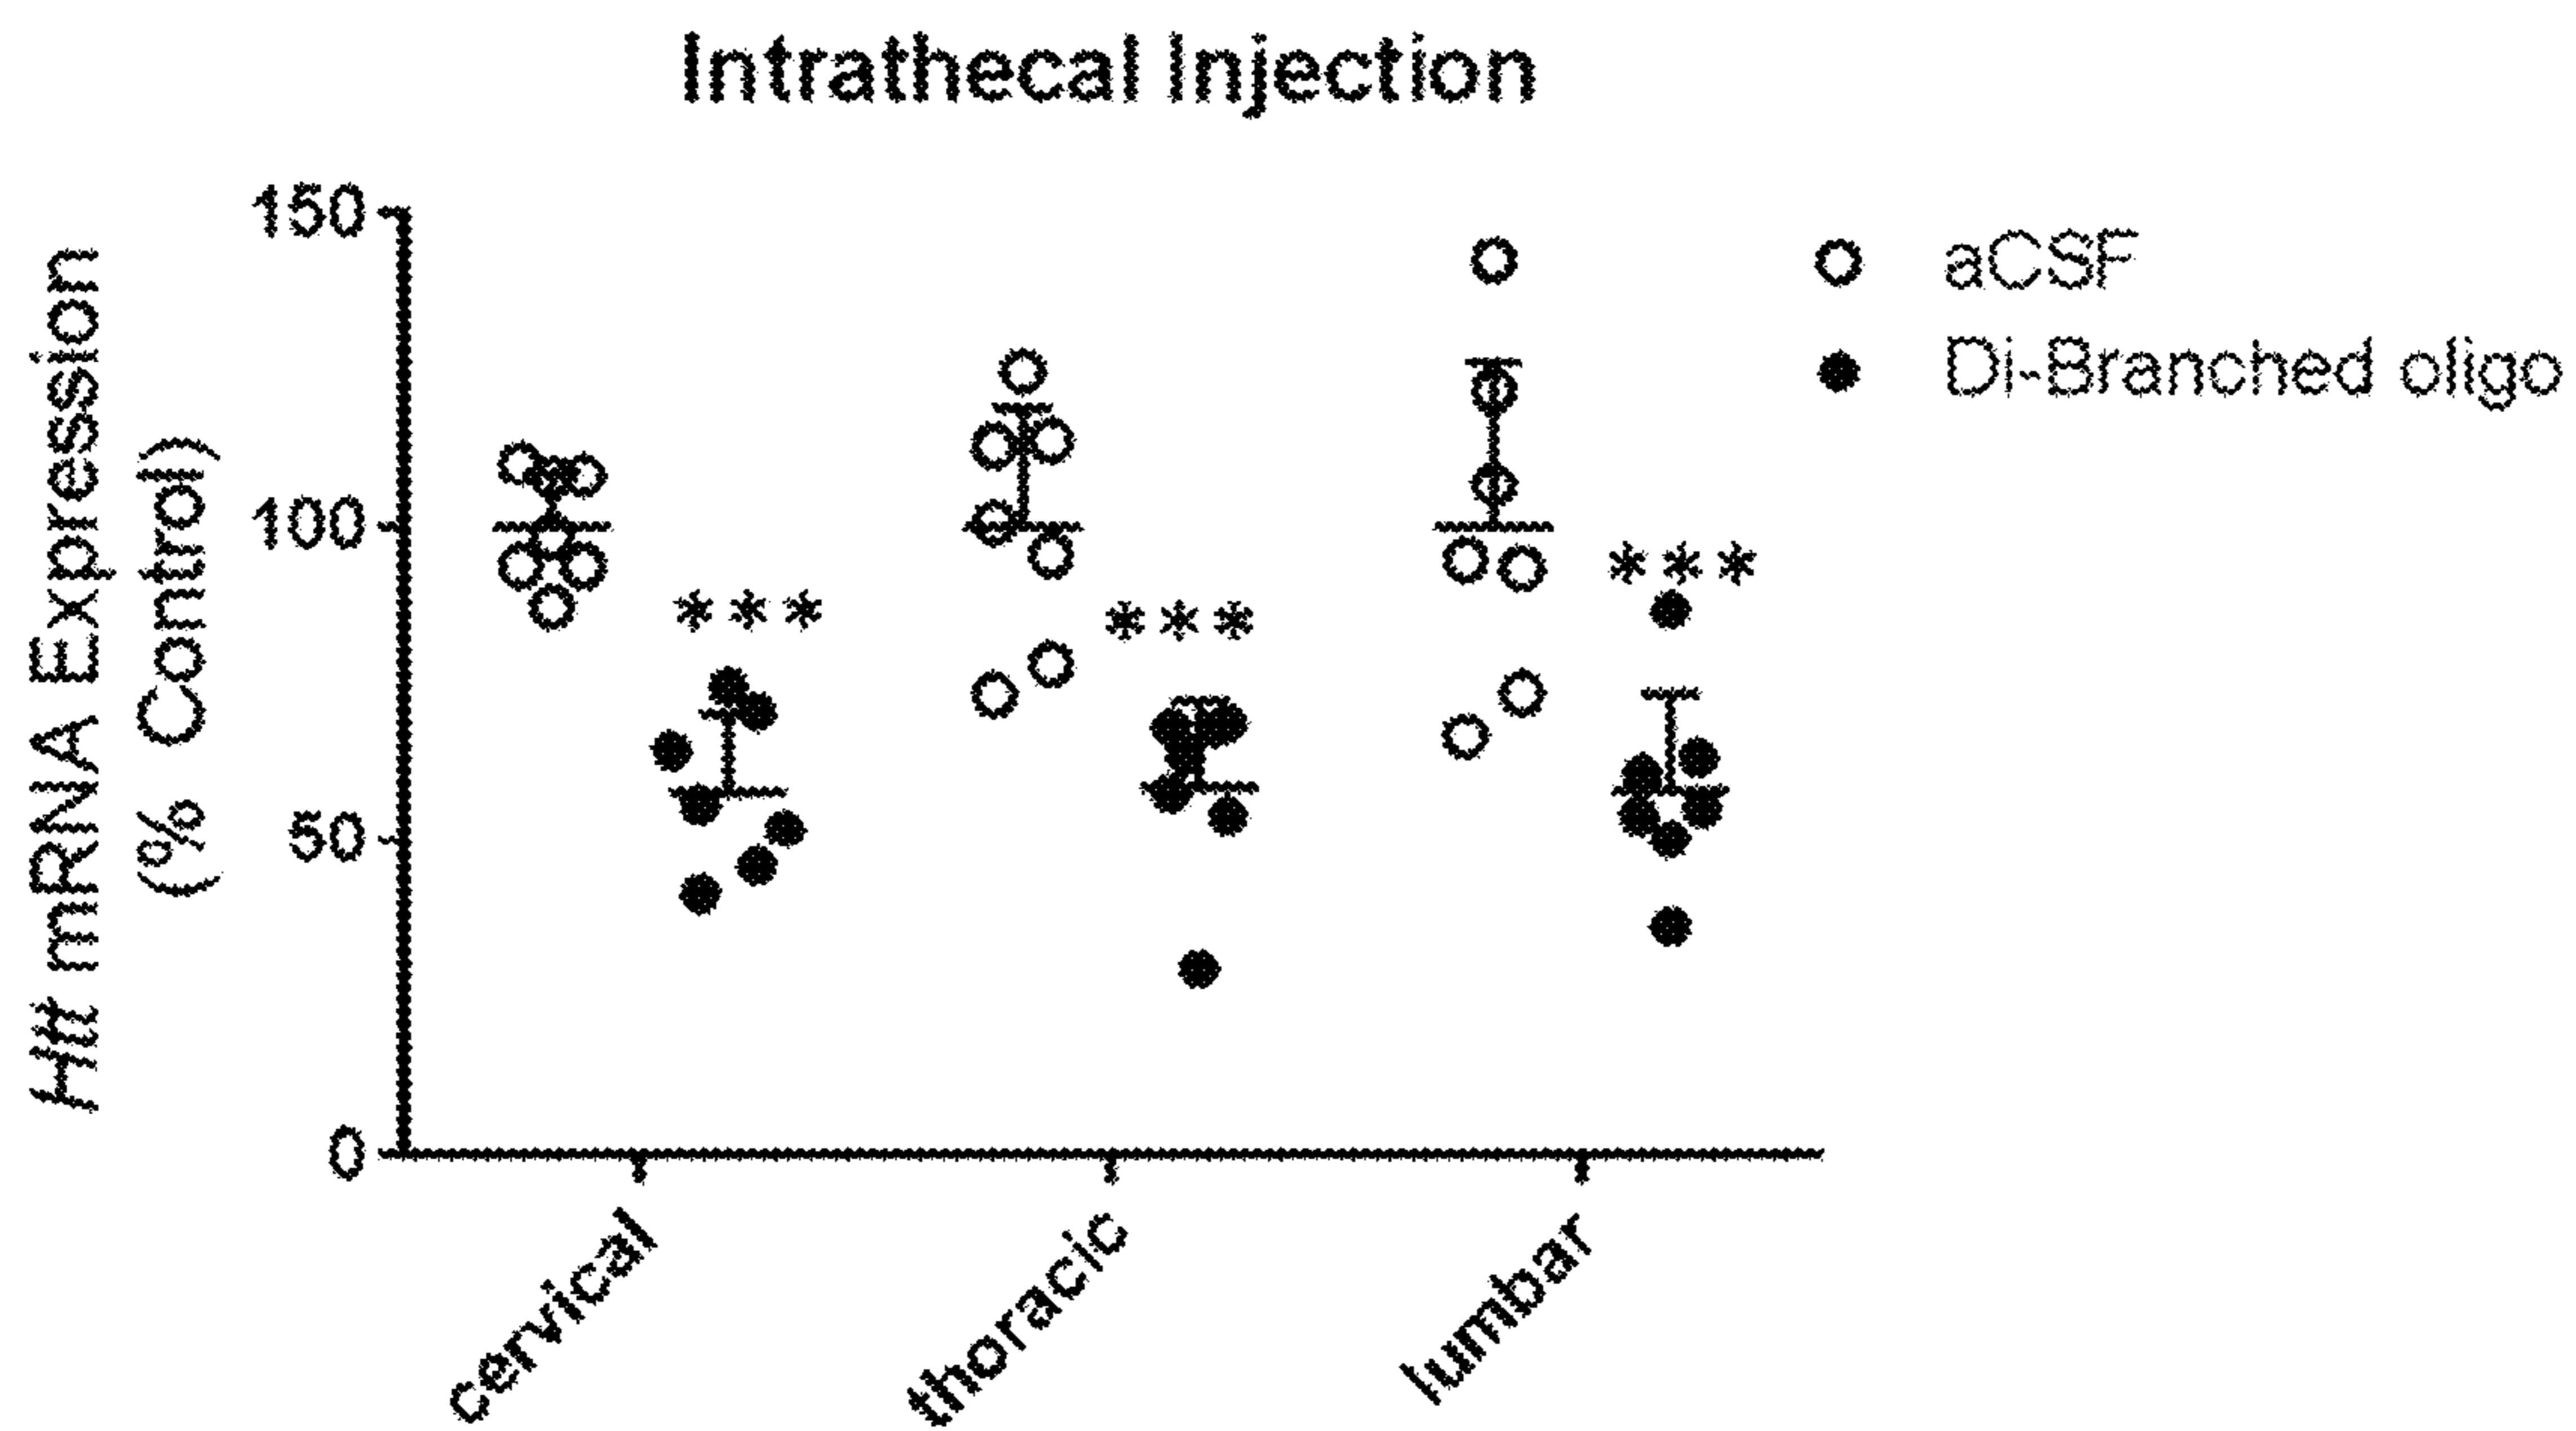 Intrathecal Injection
Htt mRNA Expression
(% Control)
150
100
50
0
aCSF
Di-Branched oligo
***
***
***
cervical
thoracic
lumbar